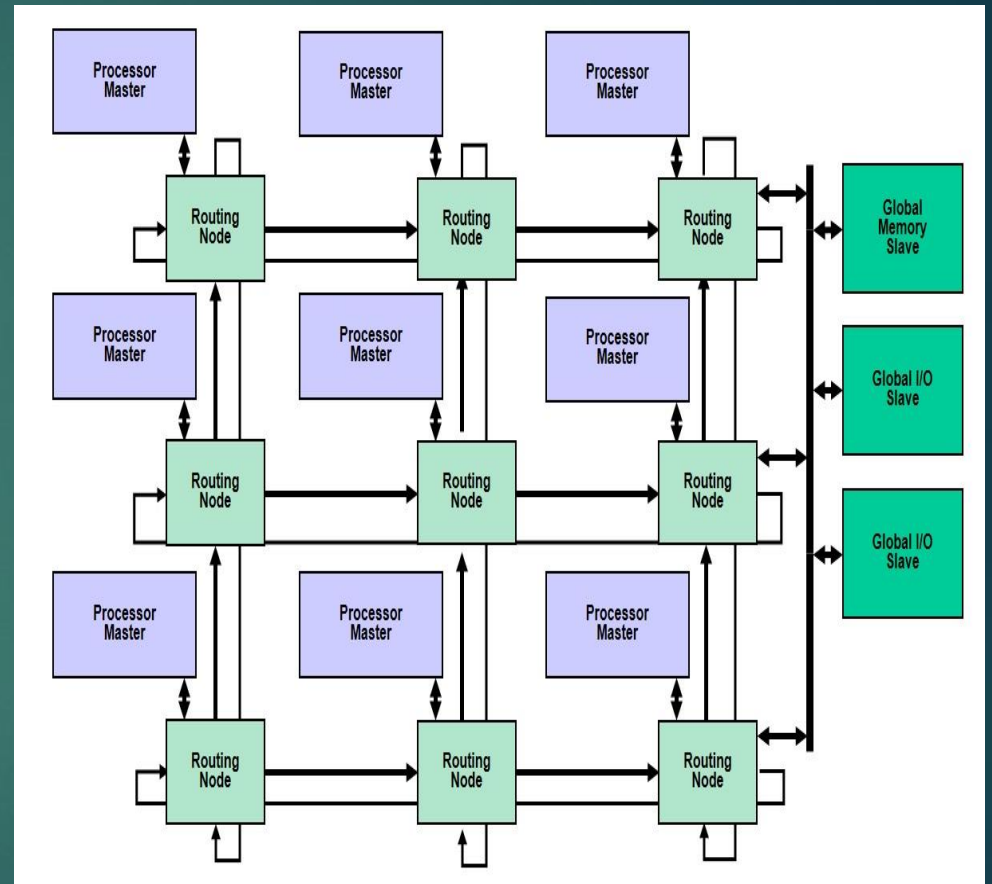 Processor
Master
Processor
Master
Processor
Master
Routing
Node
Routing
Node
Routing
Node
Global
Memory
Slave
Processor
Master
Processor
Master
Processor
Master
Global I/O
Slave
Routing
Node
Routing
Node
Routing
Node
Global I/O
Slave
Processor
Master
Processor
Master
Processor
Master
Routing
Node
Routing
Node
Routing
Node